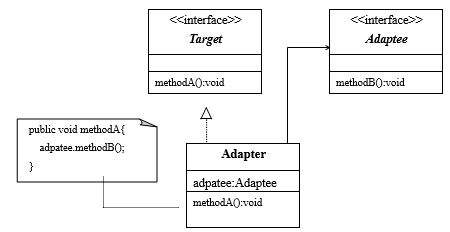 <<interface>>
Target
methodA():void
<<interface>>
Adaptee
methodB():void
public void methodA{
adpatee.methodB();
}
Adapter
adpatee:Adaptee
methodA():void